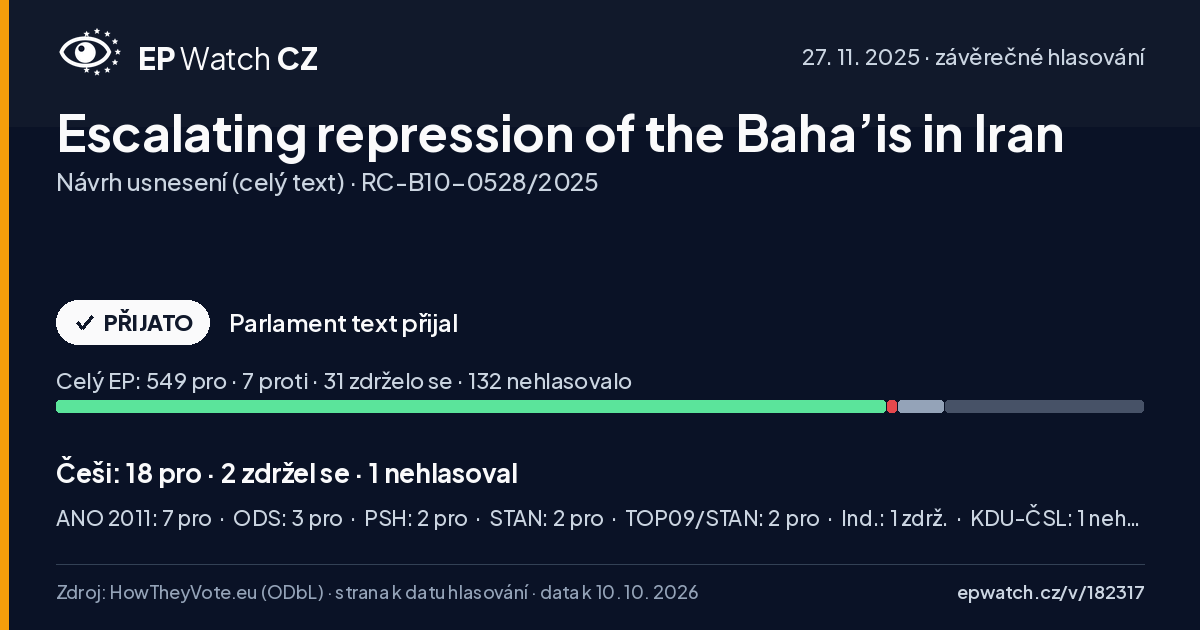 EP Watch CZ
27. 11. 2025 · závěrečné hlasování
Escalating repression of the Baha’is in Iran
Návrh usnesení (celý text) · RC-B10-0528/2025
✓ PŘIJATO Parlament text přijal
Celý EP: 549 pro · 7 proti · 31 zdrželo se · 132 nehlasovalo
Češi: 18 pro · 2 zdržel se · 1 nehlasoval
ANO 2011: 7 pro · ODS: 3 pro · PSH: 2 pro · STAN: 2 pro · TOP09/STAN: 2 pro · Ind.: 1 zdrž. · KDU-ČSL: 1 neh…
Zdroj: HowTheyVote.eu (ODbL) · strana k datu hlasování · data k 10. 10. 2026
epwatch.cz/v/182317